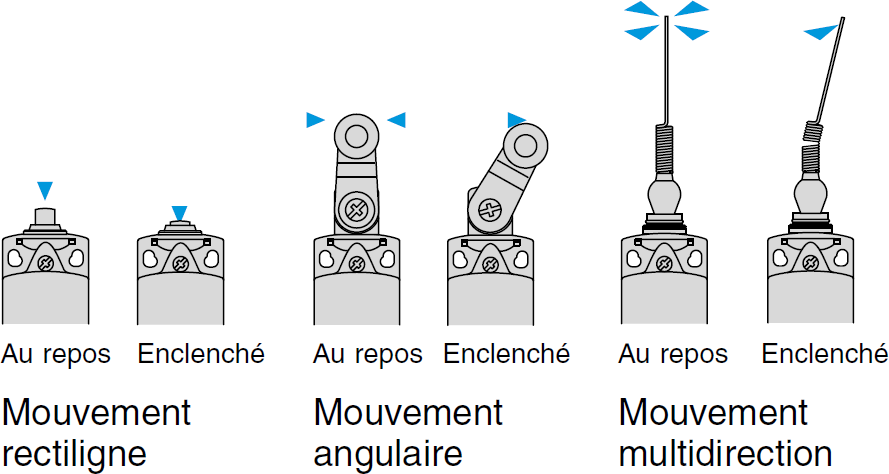 Au repos Enclenché Au repos Enclenché Au repos Enclenché
Mouvement rectiligne
Mouvement angulaire
Mouvement multidirection